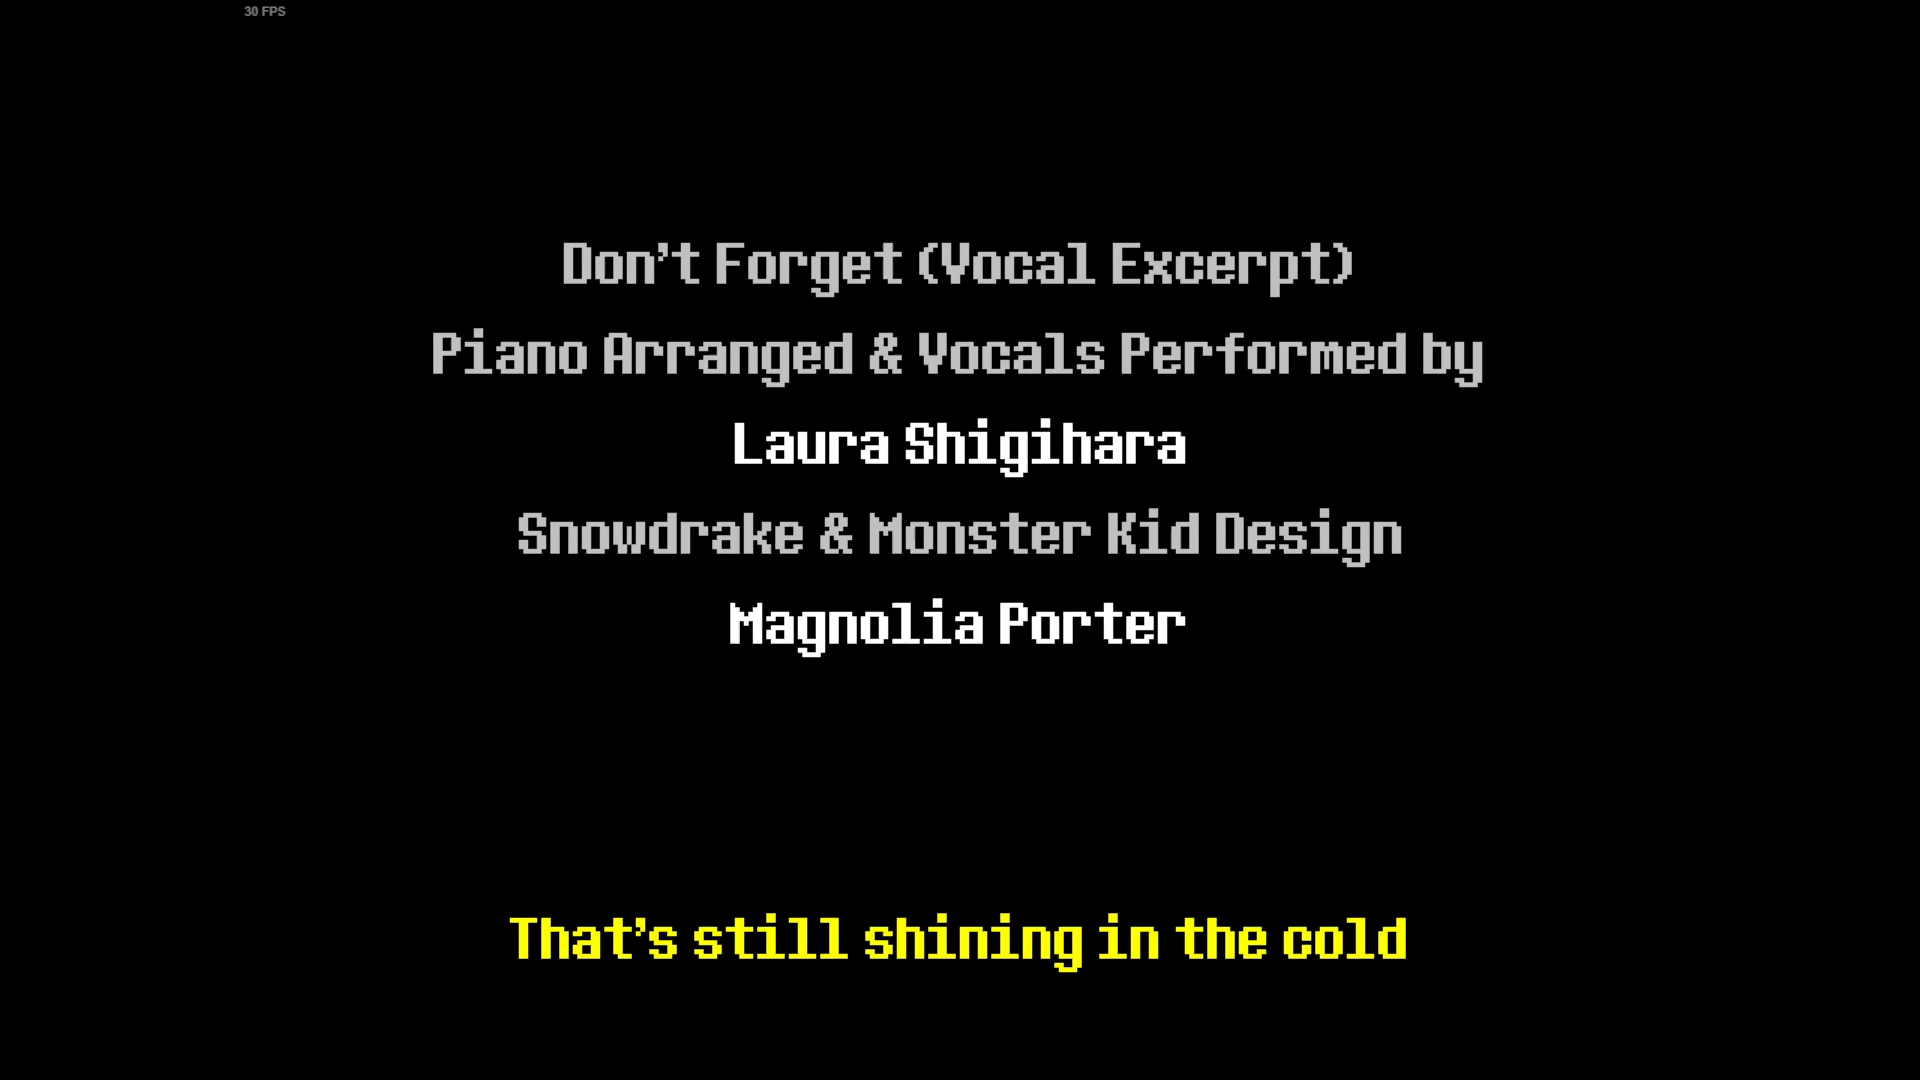 30 FPS
Don't Forget (Vocal Excerpt)
Piano Arranged & Vocals Performed by
Laura Shigihara
Snowdrake & Monster Kid Design
Magnolia Porter
That's still shining in the cold